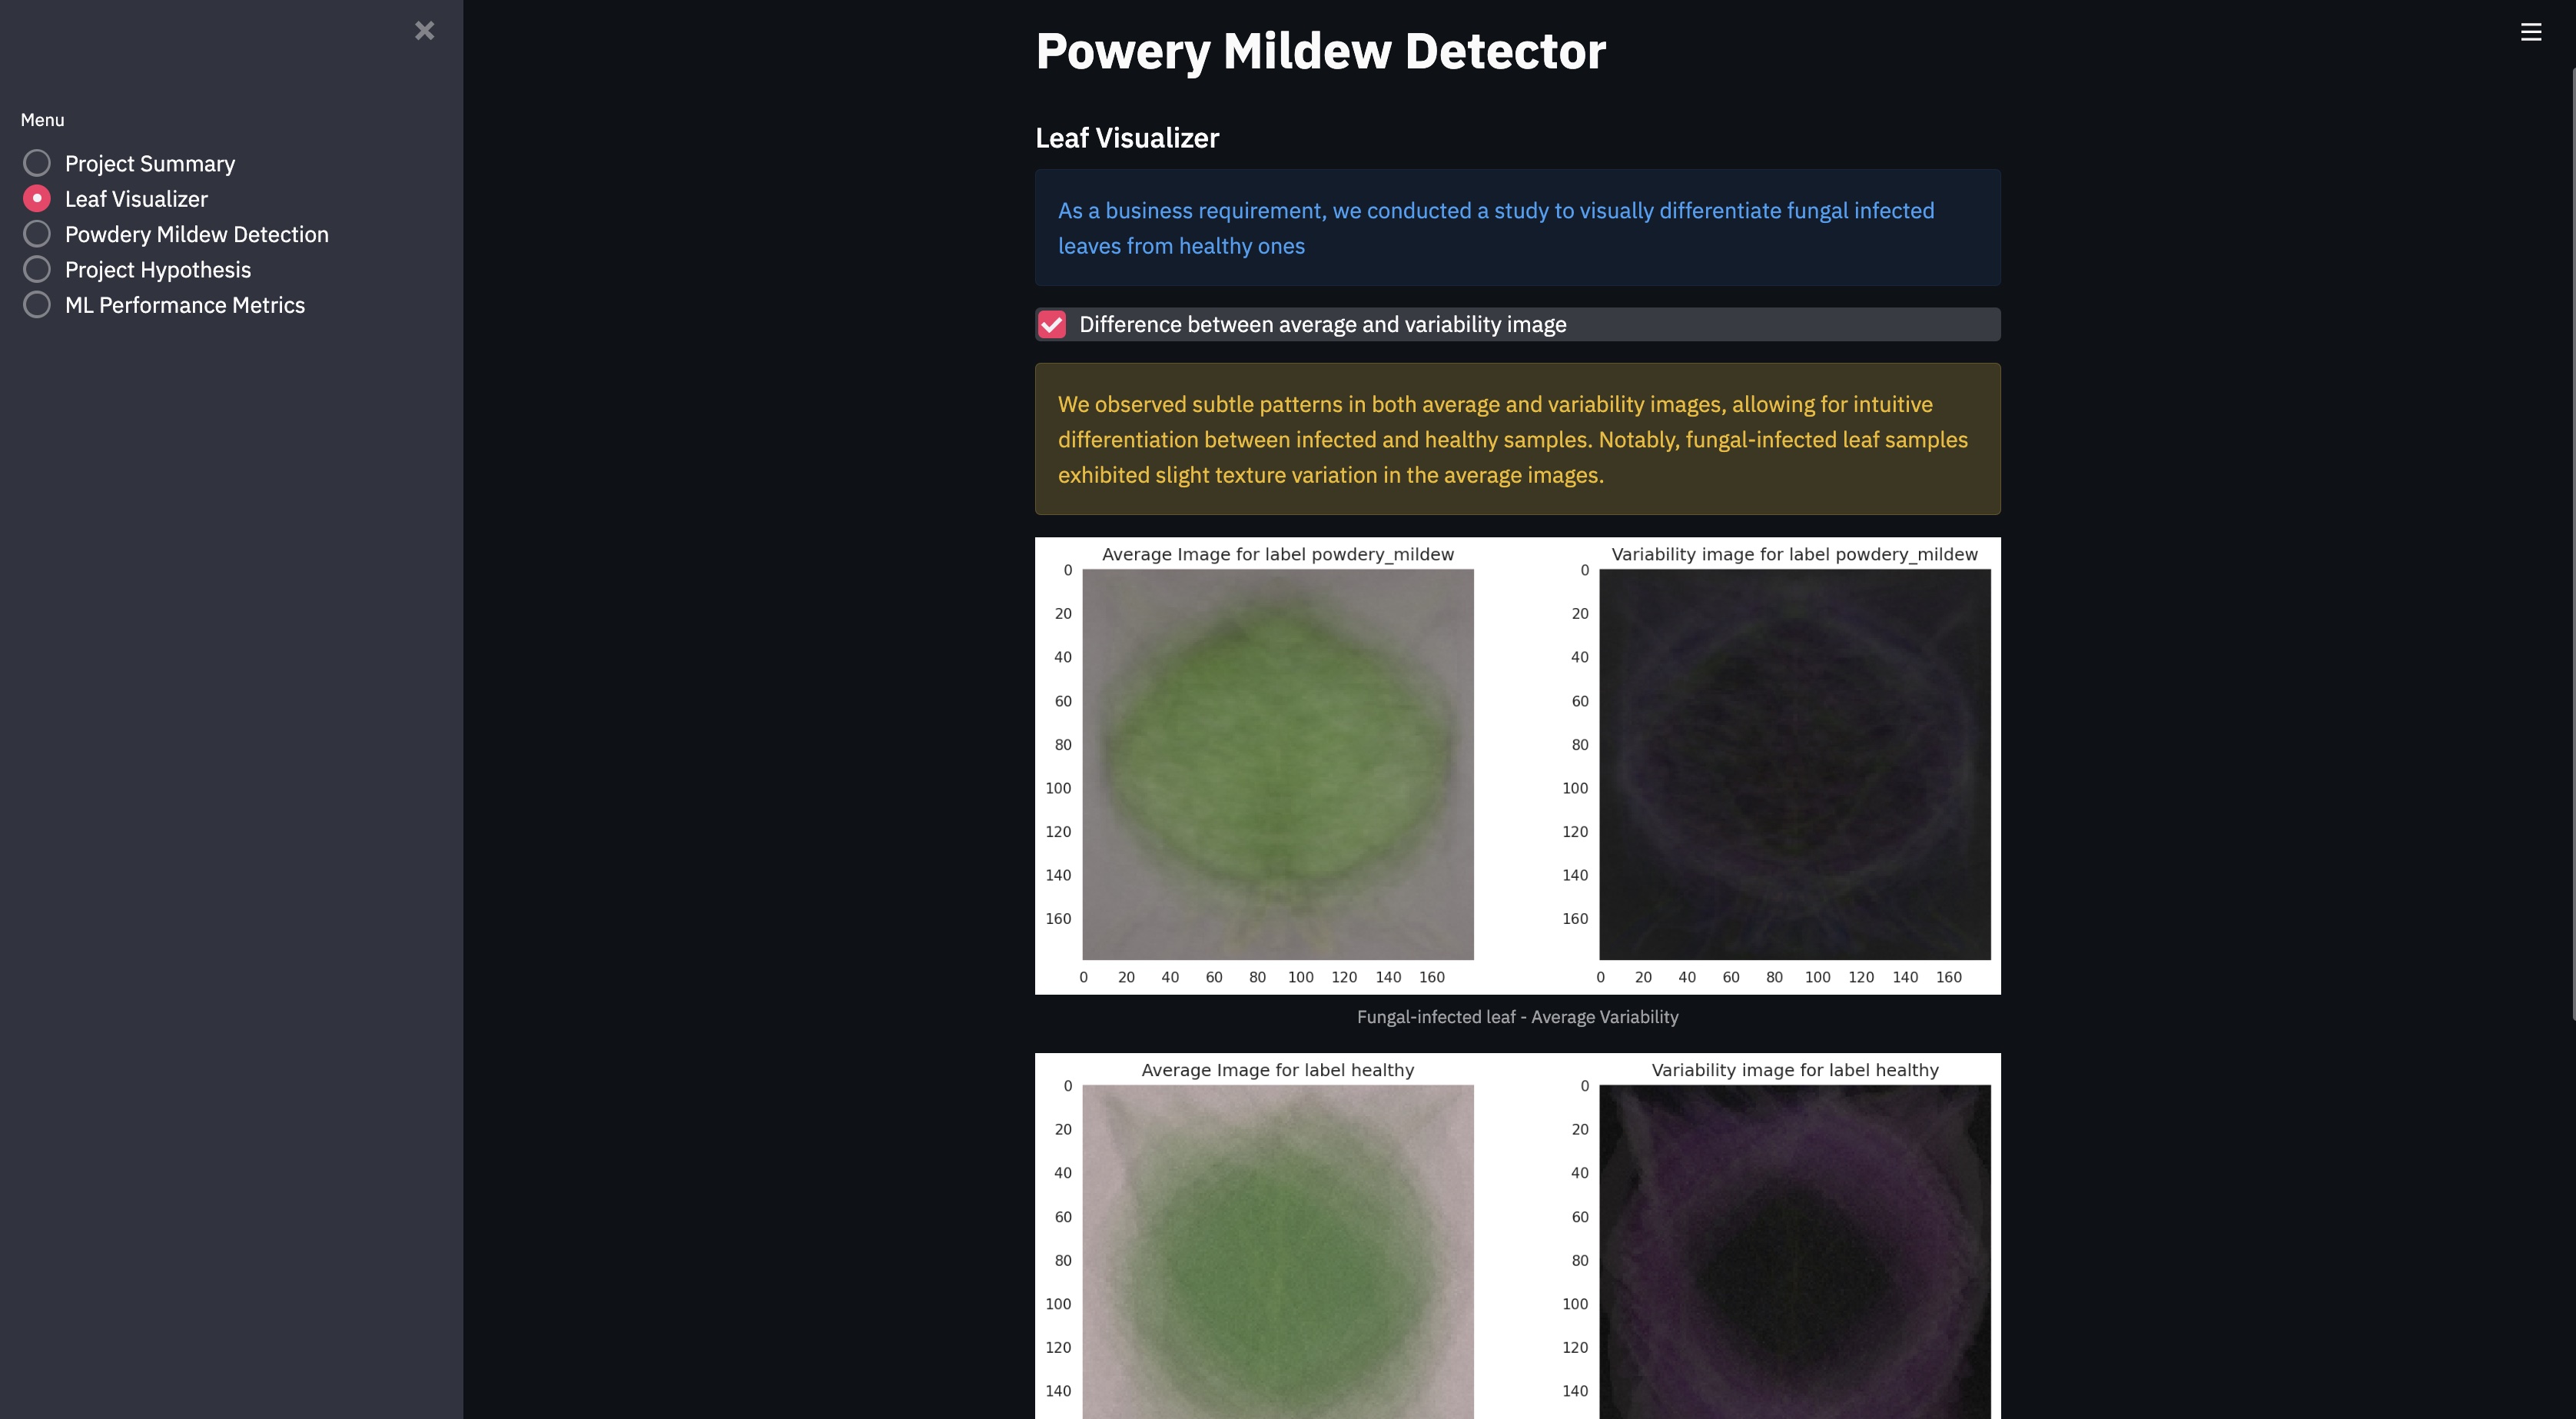 Menu
Project Summary
Leaf Visualizer
Powdery Mildew Detection
Project Hypothesis
ML Performance Metrics
Powery Mildew Detector
Leaf Visualizer
As a business requirement, we conducted a study to visually differentiate fungal infected
leaves from healthy ones
Difference between average and variability image
We observed subtle patterns in both average and variability images, allowing for intuitive
differentiation between infected and healthy samples. Notably, fungal-infected leaf samples
exhibited slight texture variation in the average images.
Average Image for label powdery_mildew
0
20
40
60
80
100
120
140
160
0 20 40 60 80 100 120 140 160
Variability image for label powdery_mildew
0
20
40
60
80
100
120
140
160
0 20 40 60 80 100 120 140 160
Fungal-infected leaf - Average Variability
Average Image for label healthy
0
20
40
60
80
100
120
140
Variability image for label healthy
0
20
40
60
80
100
120
140